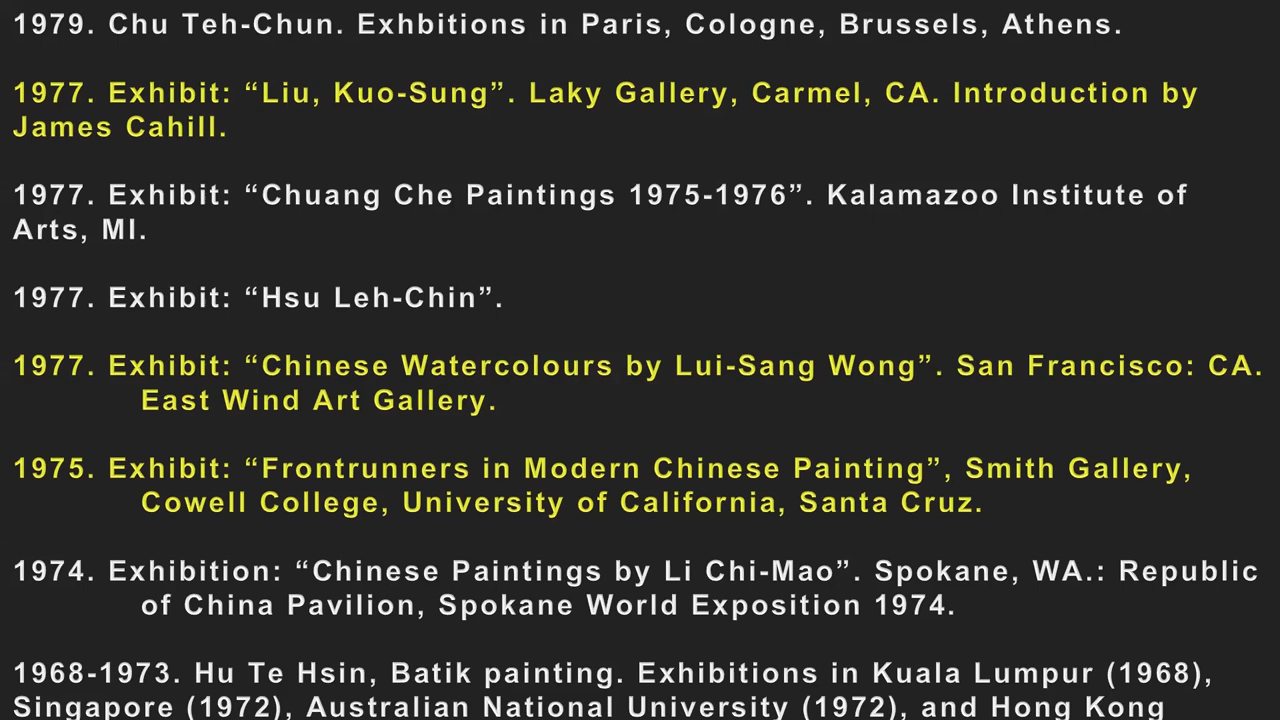 1979. Chu Teh-Chun. Exhbitions in Paris, Cologne, Brussels, Athens.
1977. Exhibit: “Liu, Kuo-Sung”. Laky Gallery, Carmel, CA. Introduction by
James Cahill.
1977. Exhibit: “Chuang Che Paintings 1975-1976”. Kalamazoo Institute of
Arts, MI.
1977. Exhibit: “Hsu Leh-Chin”.
1977. Exhibit: “Chinese Watercolours by Lui-Sang Wong”. San Francisco: CA.
East Wind Art Gallery.
1975. Exhibit: “Frontrunners in Modern Chinese Painting”, Smith Gallery,
Cowell College, University of California, Santa Cruz.
1974. Exhibition: “Chinese Paintings by Li Chi-Mao”. Spokane, WA.: Republic
of China Pavilion, Spokane World Exposition 1974.
1968-1973. Hu Te Hsin, Batik painting. Exhibitions in Kuala Lumpur (1968),
Singapore (1972), Australian National University (1972), and Hong Kong